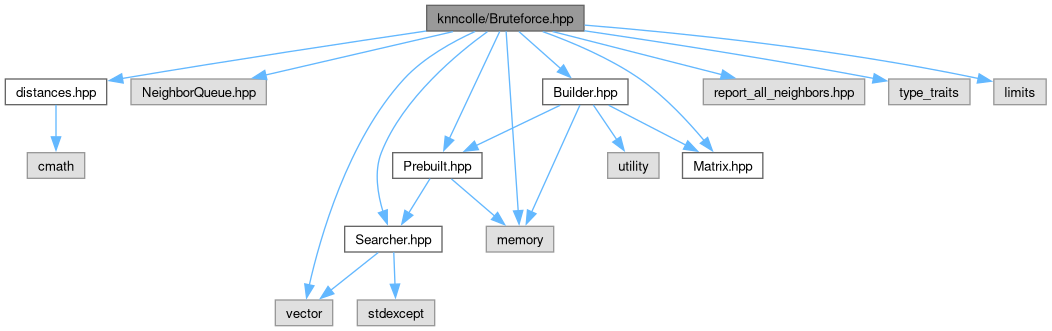 knncolle/Bruteforce.hpp
distances.hpp
NeighborQueue.hpp
Builder.hpp
report_all_neighbors.hpp
type_traits
limits
cmath
Prebuilt.hpp
utility
Matrix.hpp
Searcher.hpp
memory
vector
stdexcept